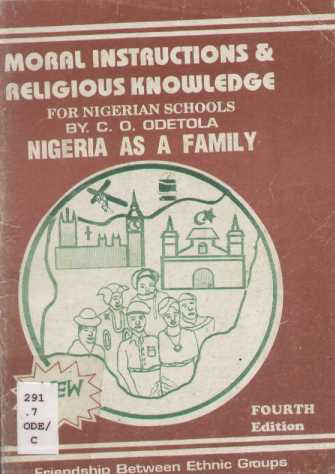 MORAL INSTRUCTIONS &
RELIGIOUS KNOWLEDGE
FOR NIGERIAN SCHOOLS
BY. C. O. ODETOLA
NIGERIA AS A FAMILY
291
.7
ODE/
C
FOURTH
Edition
Friendship Between Ethnic Groups